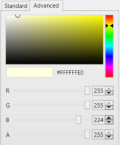 Standard Advanced
#FFFFFFE0
R 255
G 255
B 224
A 255